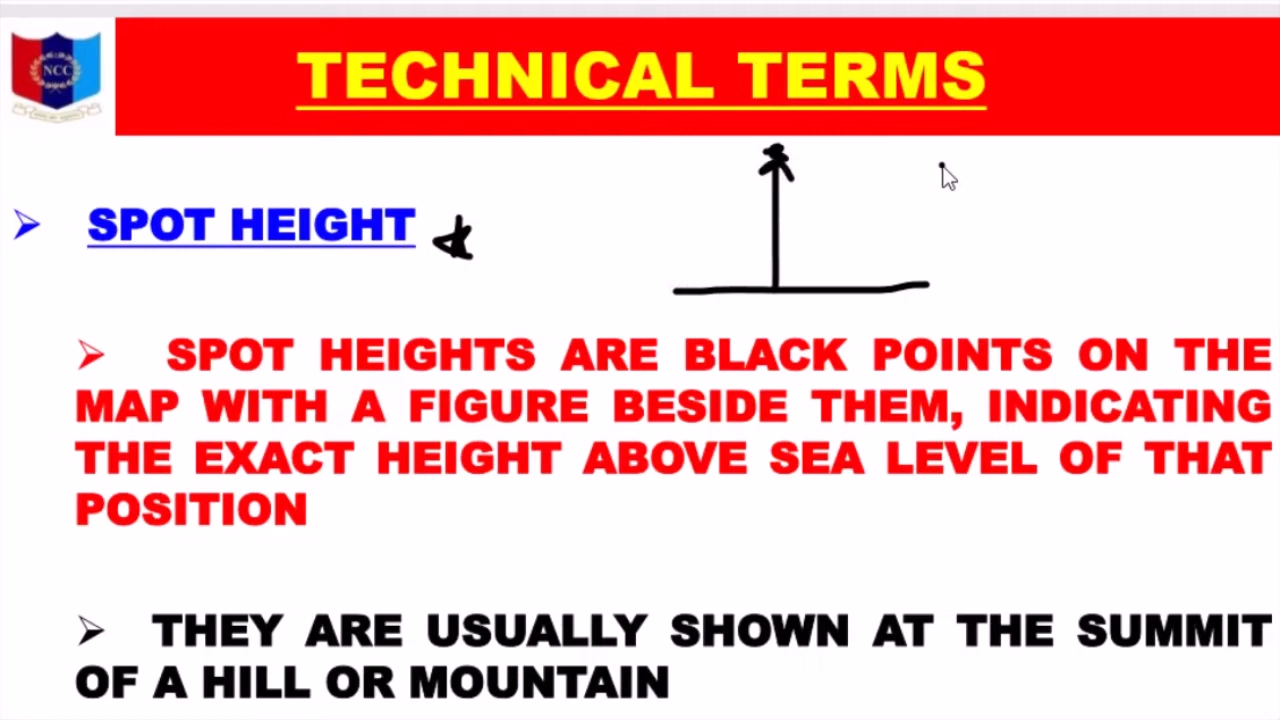 NCC
TECHNICAL TERMS
SPOT HEIGHT
SPOT HEIGHTS ARE BLACK POINTS ON THE
MAP WITH A FIGURE BESIDE THEM, INDICATING
THE EXACT HEIGHT ABOVE SEA LEVEL OF THAT
POSITION
THEY ARE USUALLY SHOWN AT THE SUMMIT
OF A HILL OR MOUNTAIN